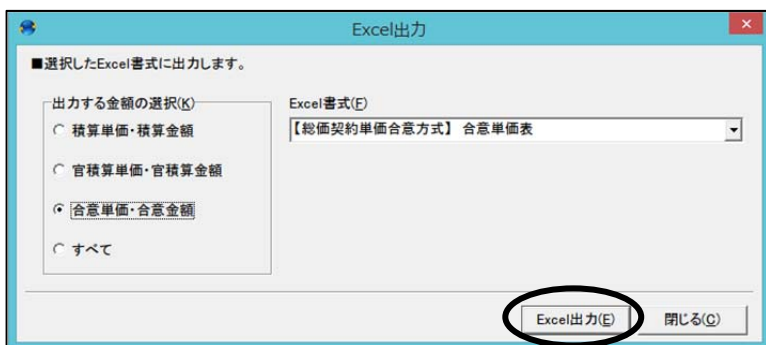 Excel出力
■選択したExcel書式に出力します。
出力する金額の選択(K)
積算単価・積算金額
官積算単価・官積算金額
合意単価・合意金額
すべて
Excel書式(F)
【総価契約単価合意方式】 合意単価表
Excel出力(E)
閉じる(C)